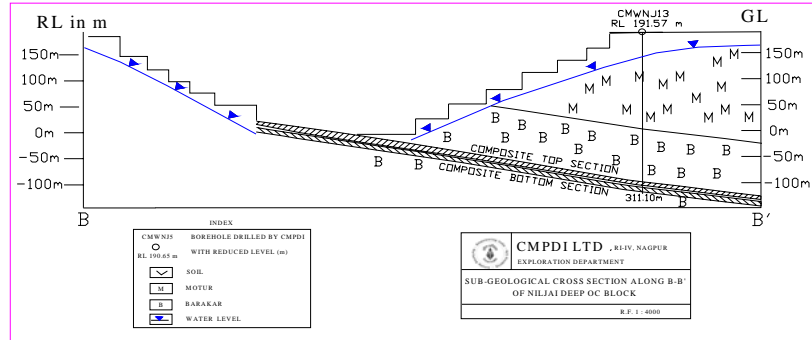 RL in m
CMWNJ13
RL 191.57 m
GL
150m
100m
50m
0m
-50m
-100m
150m
100m
50m
0m
-50m
-100m
M M M M M M M M M M M M M M
B B B B B B B B B B B B B B B
COMPOSITE TOP SECTION
COMPOSITE BOTTOM SECTION
311.10m
B
B'
INDEX
CMWNJ5
RL 190.65 m
BOREHOLE DRILLED BY CMPDI
WITH REDUCED LEVEL (m)
SOIL
M MOTUR
B BARAKAR
WATER LEVEL
CMPDI LTD , RI-IV, NAGPUR
EXPLORATION DEPARTMENT
SUB-GEOLOGICAL CROSS SECTION ALONG B-B'
OF NILJAI DEEP OC BLOCK
R.F. 1 : 4000